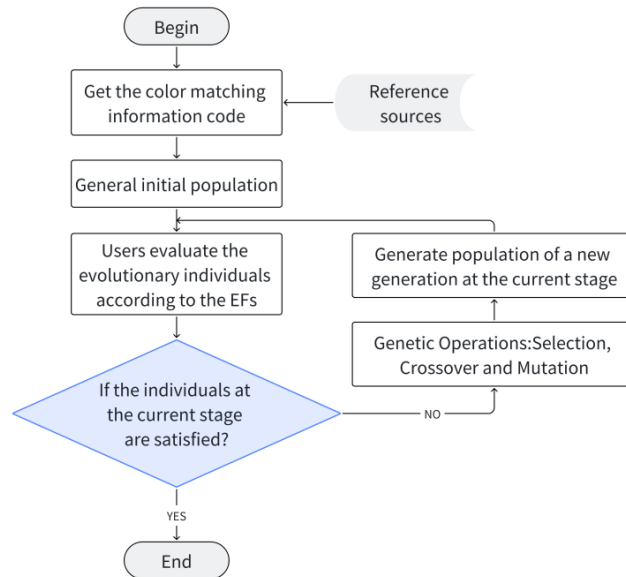 Begin
Get the color matching
information code
Reference
sources
General initial population
Users evaluate the
evolutionary individuals
according to the EFs
Generate population of a new
generation at the current stage
Genetic Operations:Selection,
Crossover and Mutation
If the individuals at
the current stage
are satisfied?
NO
YES
End